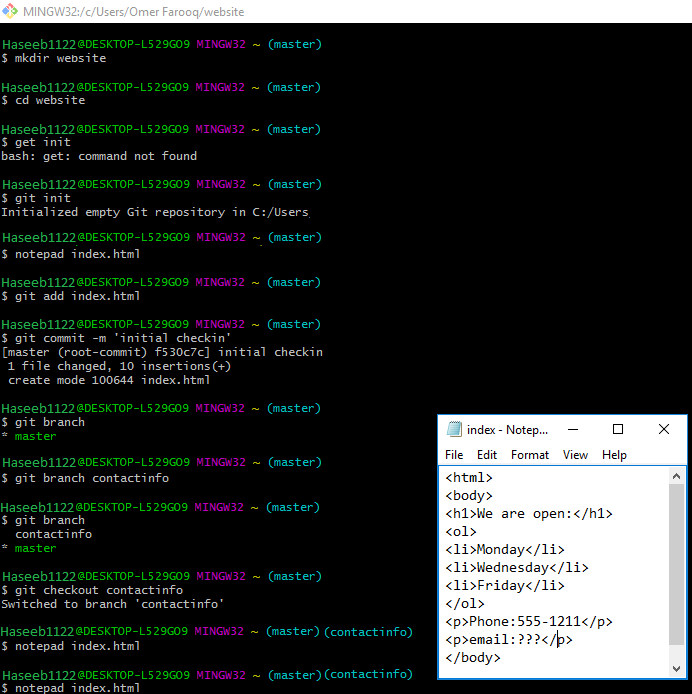 MINGW32:/c/Users/Omer Farooq/website
Haseeb1122@DESKTOP-L529GO9 MINGW32 ~ (master)
$ mkdir website
Haseeb1122@DESKTOP-L529GO9 MINGW32 ~ (master)
$ cd website
Haseeb1122@DESKTOP-L529GO9 MINGW32 ~ (master)
$ get init
bash: get: command not found
Haseeb1122@DESKTOP-L529GO9 MINGW32 ~ (master)
$ git init
Initialized empty Git repository in C:/Users
Haseeb1122@DESKTOP-L529GO9 MINGW32 ~ (master)
$ notepad index.html
Haseeb1122@DESKTOP-L529GO9 MINGW32 ~ (master)
$ git add index.html
Haseeb1122@DESKTOP-L529GO9 MINGW32 ~ (master)
$ git commit -m 'initial checkin'
[master (root-commit) f530c7c] initial checkin
1 file changed, 10 insertions(+)
create mode 100644 index.html
Haseeb1122@DESKTOP-L529GO9 MINGW32 ~ (master)
$ git branch
* master
Haseeb1122@DESKTOP-L529GO9 MINGW32 ~ (master)
$ git branch contactinfo
Haseeb1122@DESKTOP-L529GO9 MINGW32 ~ (master)
$ git branch
contactinfo
* master
Haseeb1122@DESKTOP-L529GO9 MINGW32 ~ (master)
$ git checkout contactinfo
Switched to branch 'contactinfo'
Haseeb1122@DESKTOP-L529GO9 MINGW32 ~ (master)(contactinfo)
$ notepad index.html
Haseeb1122@DESKTOP-L529GO9 MINGW32 ~ (master)(contactinfo)
$ notepad index.html
index - Notep...
File Edit Format View Help
<html>
<body>
<h1>We are open:</h1>
<ol>
<li>Monday</li>
<li>Wednesday</li>
<li>Friday</li>
</ol>
<p>Phone:555-1211</p>
<p>email:???</p>
</body>